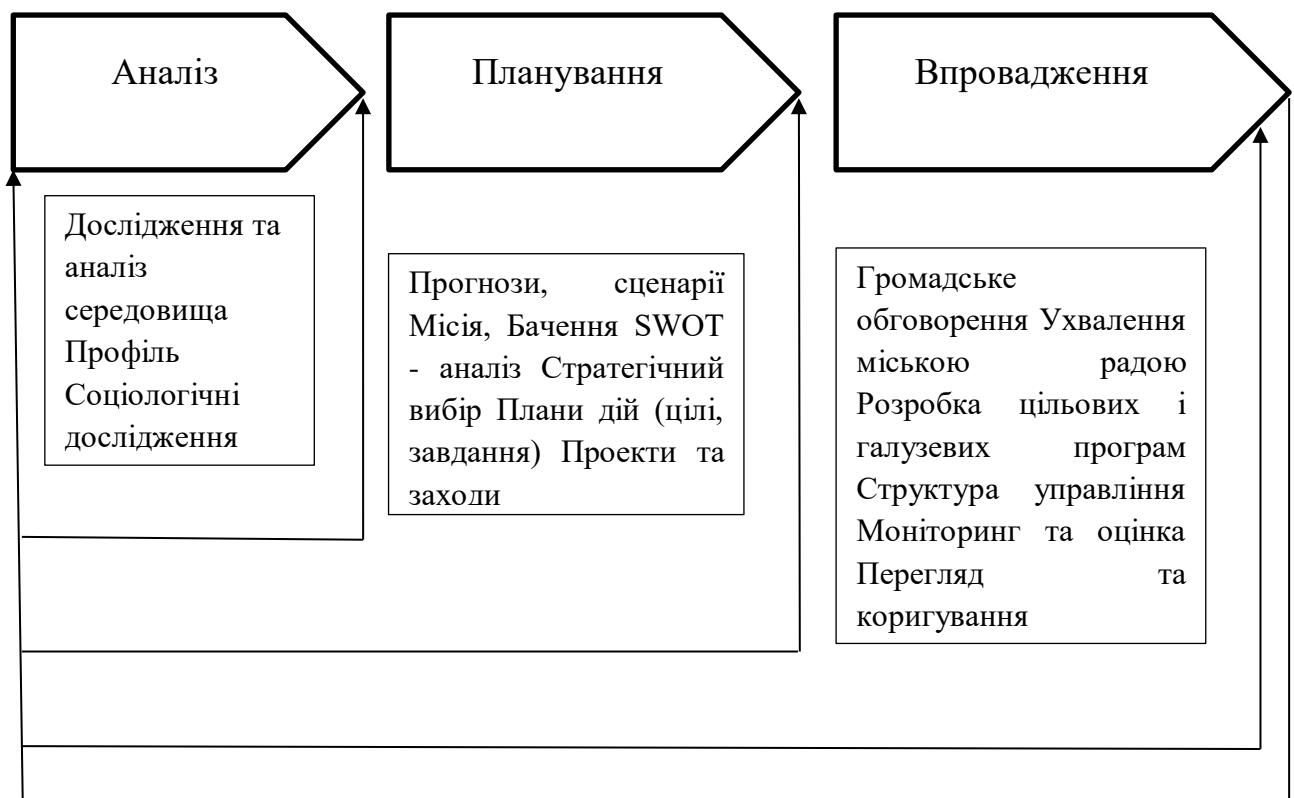 Аналіз
Планування
Впровадження
Дослідження та
аналіз
середовища
Профіль
Соціологічні
дослідження
Прогнози, сценарії
Місія, Бачення SWOT
- аналіз Стратегічний
вибір Плани дій (цілі,
завдання) Проекти та
заходи
Громадське
обговорення Ухвалення
міською радою
Розробка цільових і
галузевих програм
Структура управління
Моніторинг та оцінка
Перегляд та
коригування